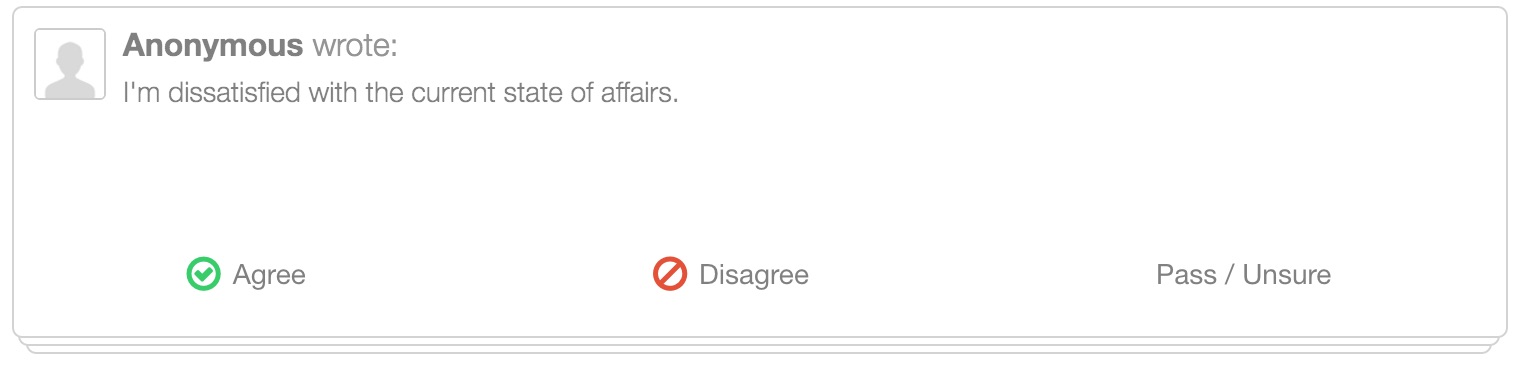 Anonymous wrote:
I'm dissatisfied with the current state of affairs.
Agree Disagree Pass / Unsure